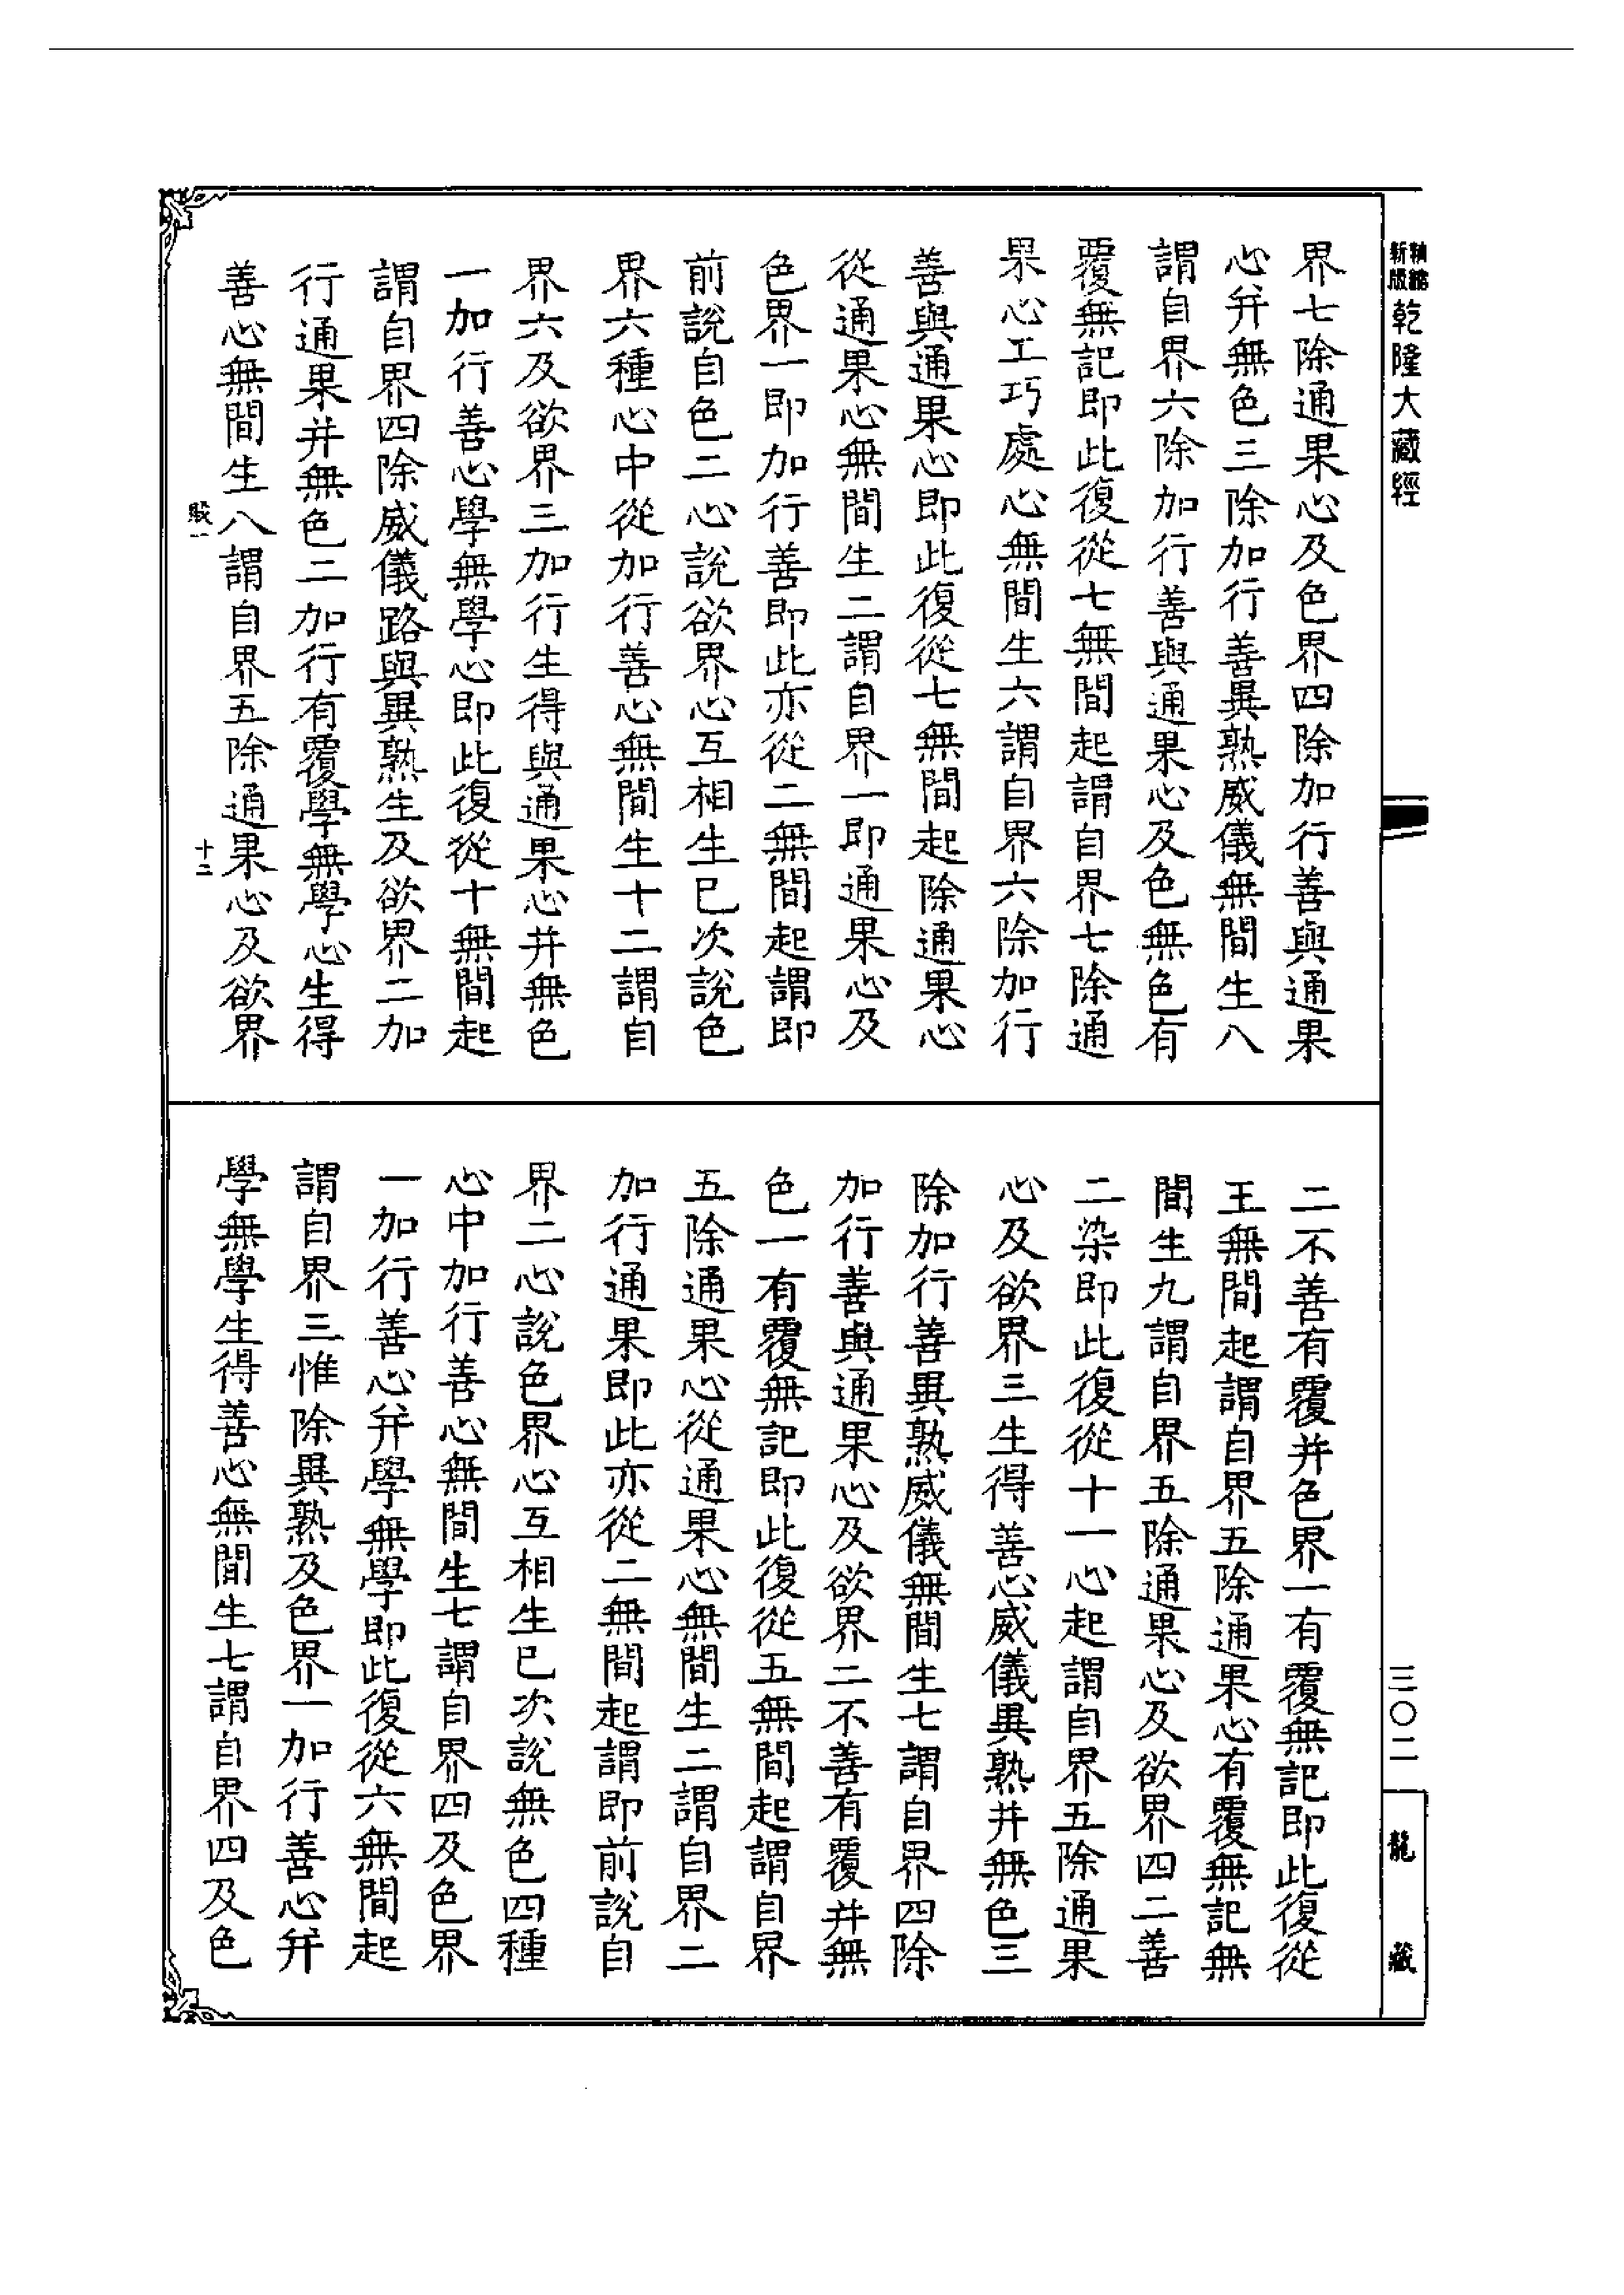 精縮
新版
乾隆大藏經
界七除通果心及色界四除加行善與通果
心并無色三除加行善異熟威儀無間生八
謂自界六除加行善與通果心及色無色有
覆無記即此復從七無間起謂自界七除通
果心工巧處心無間生六謂自界六除加行
善與通果心即此復從七無間起除通果心
從通果心無間生二謂自界一即通果心及
色界一即加行善即此亦從二無間起謂即
前說自色二心說欲界心互相生已次說色
界六種心中從加行善心無間生十二謂自
界六及欲界三加行生得與通果心并無色
一加行善心學無學心即此復從十無間起
謂自界四除威儀路與異熟生及欲界二加
行通果并無色二加行有覆學無學心生得
善心無間生八謂自界五除通果心及欲界
十二
二不善有覆并色界一有覆無記即此復從
王無間起謂自界五除通果心有覆無記無
間生九謂自界五除通果心及欲界四二善
二染即此復從十一心起謂自界五除通果
心及欲界三生得善心威儀異熟并無色三
除加行善異熟威儀無間生七謂自界四除
加行善與通果心及欲界二不善有覆并無
色一有覆無記即此復從五無間起謂自界
五除通果心從通果心無間生二謂自界二
加行通果即此亦從二無間起謂即前說自
界二心說色界心互相生已次說無色四種
心中加行善心無間生七謂自界四及色界
一加行善心并學無學即此復從六無間起
謂自界三惟除異熟及色界一加行善心并
學無學生得善心無間生七謂自界四及色
三〇二
龍藏